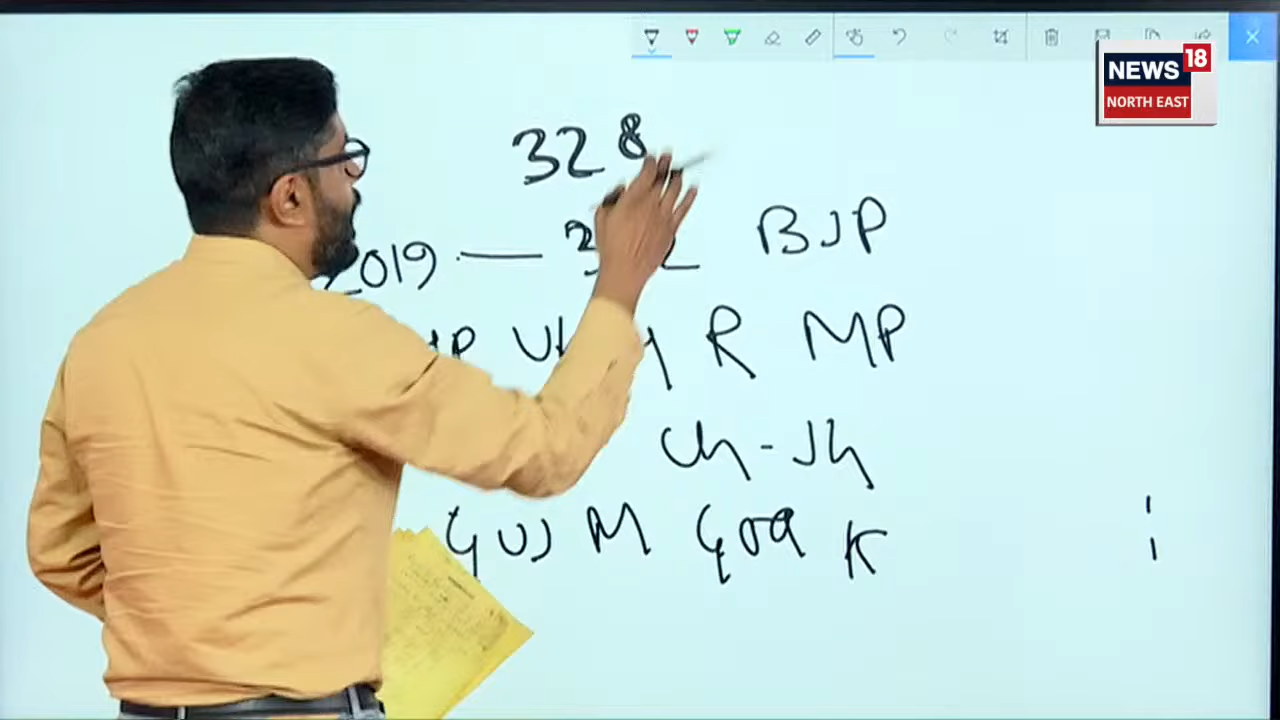 NEWS 18
NORTH EAST
328
2019 — BJP
R MP
Ch - Jh
Guj M Goa K